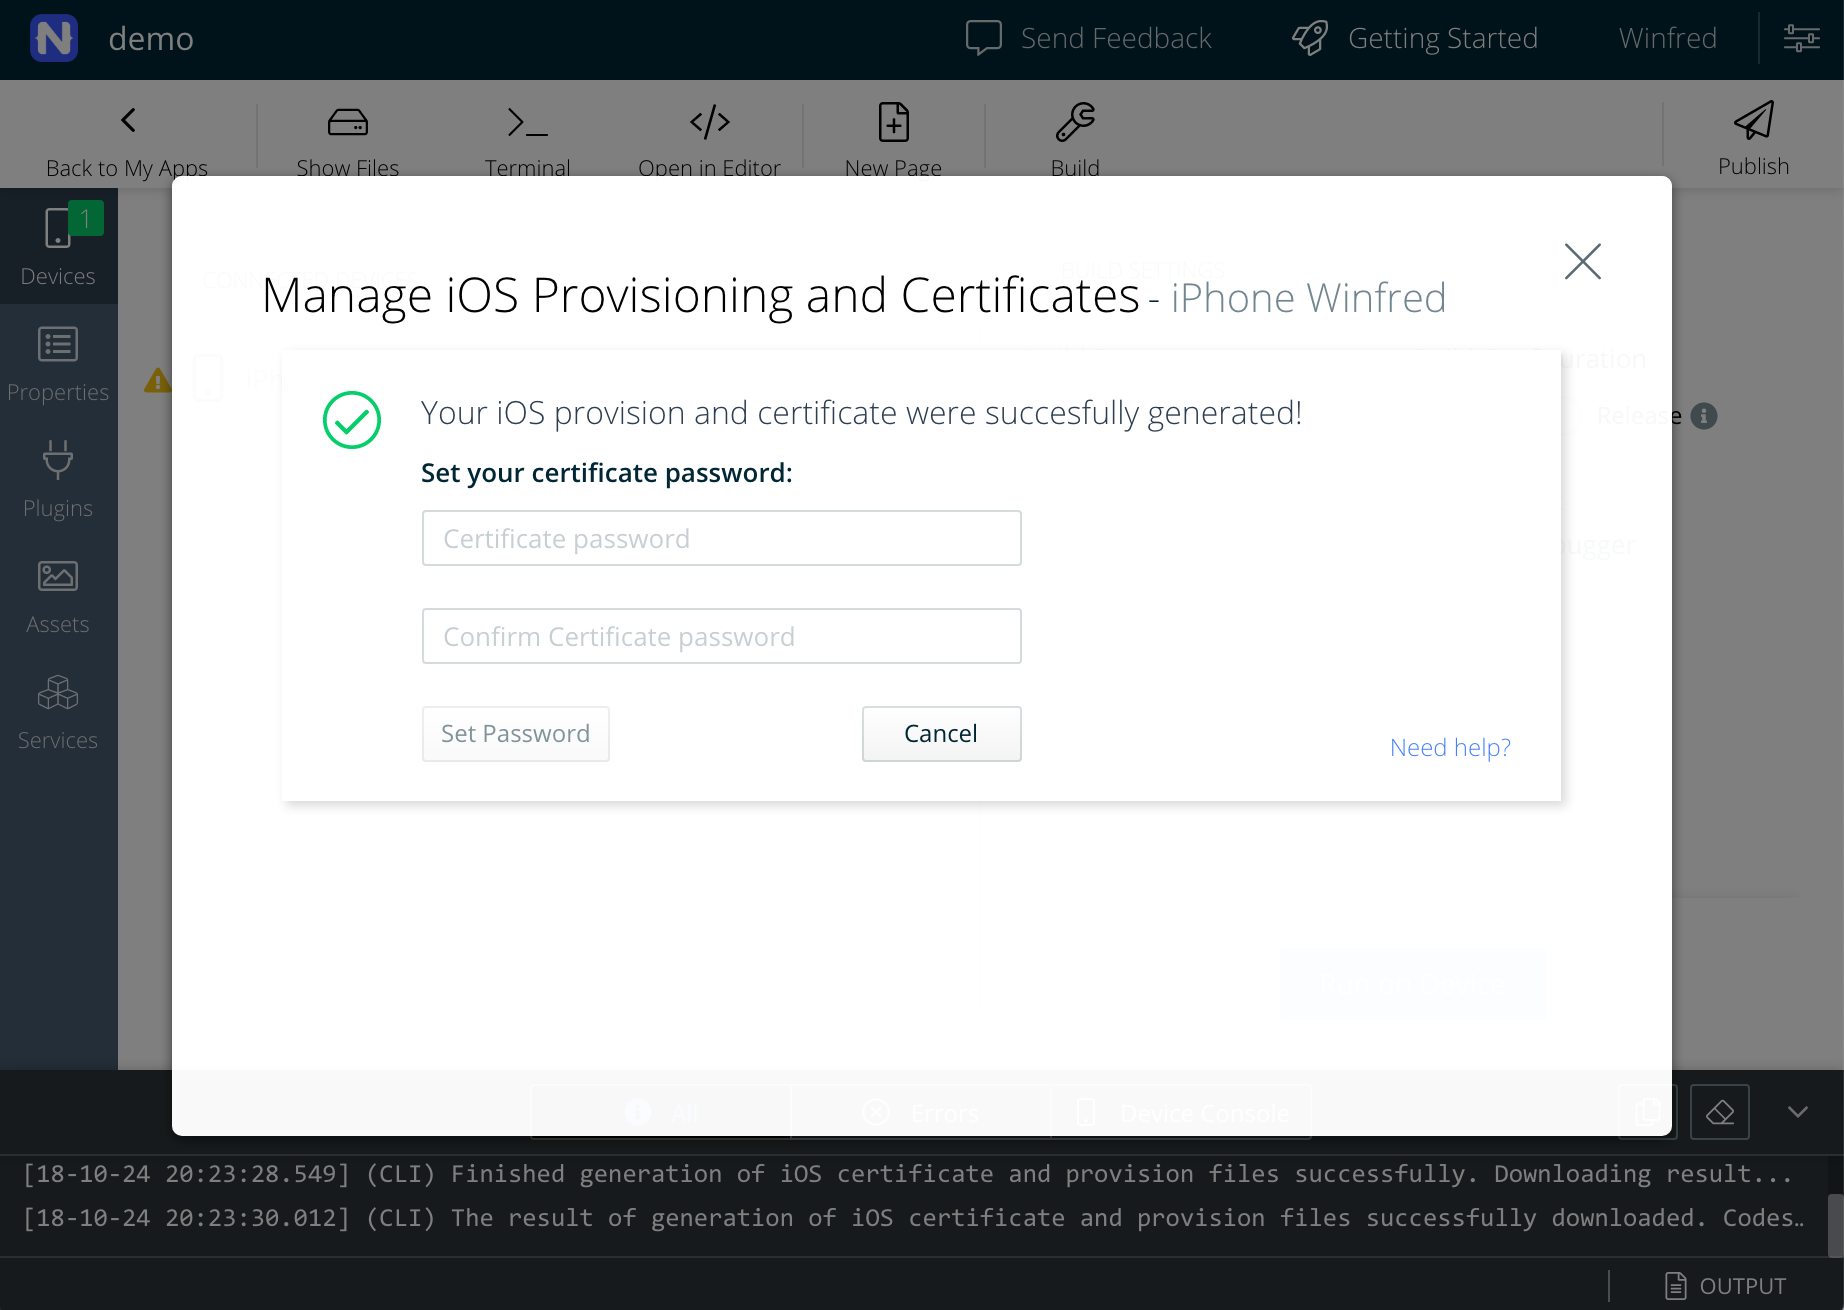 N demo Send Feedback Getting Started Winfred
Back to My Apps Show Files Terminal Open in Editor New Page Build Publish
1
Devices
CONNECTED DEVICES BUILD SETTINGS
Manage iOS Provisioning and Certificates - iPhone Winfred
Properties
Your iOS provision and certificate were succesfully generated!
Release
Set your certificate password:
Plugins
Certificate password
Assets
Confirm Certificate password
Services
Set Password Cancel Need help?
All Errors Device Console
[18-10-24 20:23:28.549] (CLI) Finished generation of iOS certificate and provision files successfully. Downloading result...
[18-10-24 20:23:30.012] (CLI) The result of generation of iOS certificate and provision files successfully downloaded. Codes…
OUTPUT